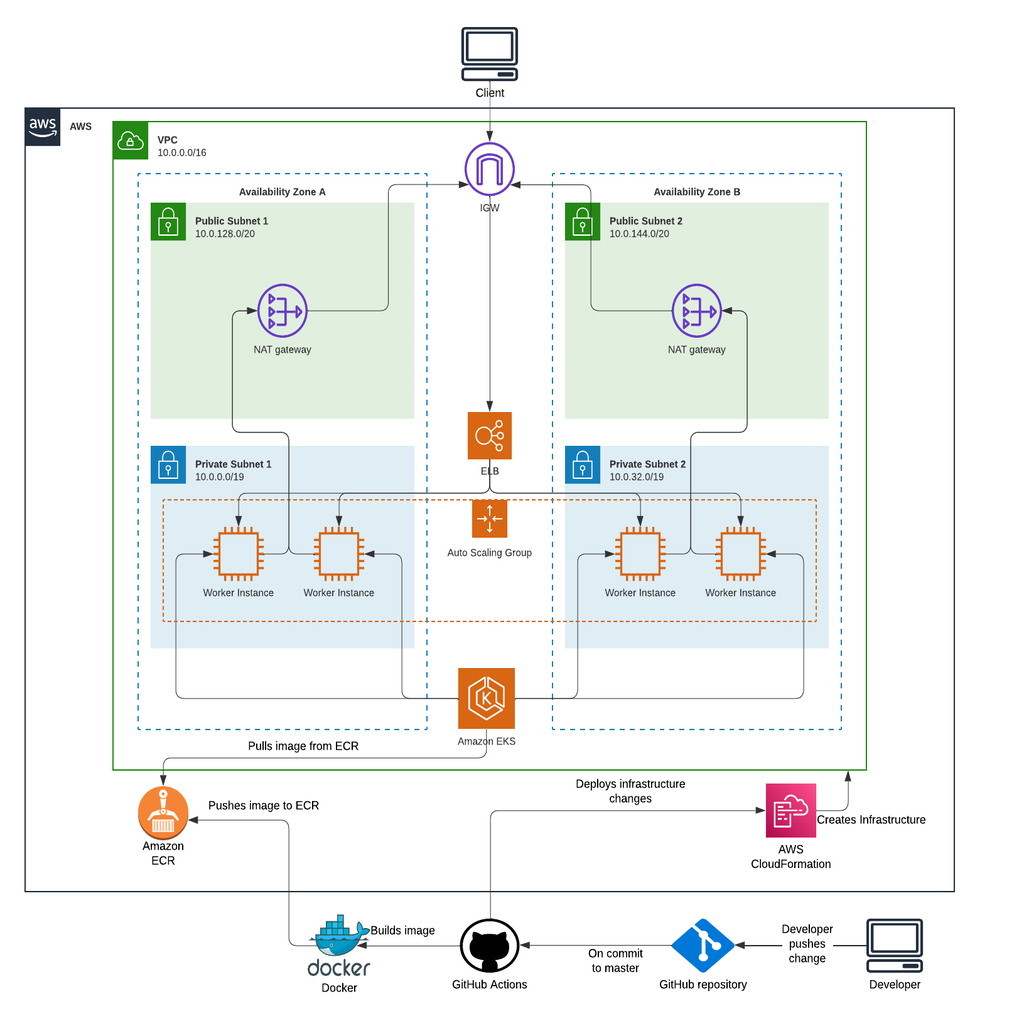 Client
aws
AWS
VPC
10.0.0.0/16
IGW
Availability Zone A
Availability Zone B
Public Subnet 1
10.0.128.0/20
Public Subnet 2
10.0.144.0/20
NAT gateway
NAT gateway
ELB
Private Subnet 1
10.0.0.0/19
Private Subnet 2
10.0.32.0/19
Auto Scaling Group
Worker Instance
Worker Instance
Worker Instance
Worker Instance
K
Amazon EKS
Pulls image from ECR
Deploys infrastructure
changes
Pushes image to ECR
Creates Infrastructure
Amazon
ECR
AWS
CloudFormation
Builds image
Developer
pushes
change
On commit
to master
docker
Docker
GitHub Actions
GitHub repository
Developer